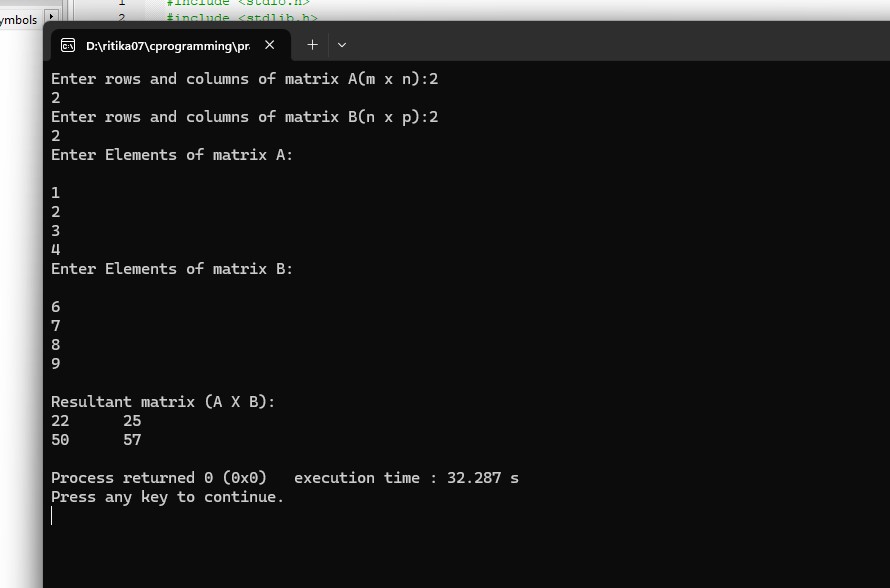 #include <stdio.h>
ymbols
1
2
#include <stdlib.h>
D:\ritika07\cprogramming\pr
Enter rows and columns of matrix A(m x n):2
2
Enter rows and columns of matrix B(n x p):2
2
Enter Elements of matrix A:
1
2
3
4
Enter Elements of matrix B:
6
7
8
9
Resultant matrix (A X B):
22 25
50 57
Process returned 0 (0x0) execution time : 32.287 s
Press any key to continue.